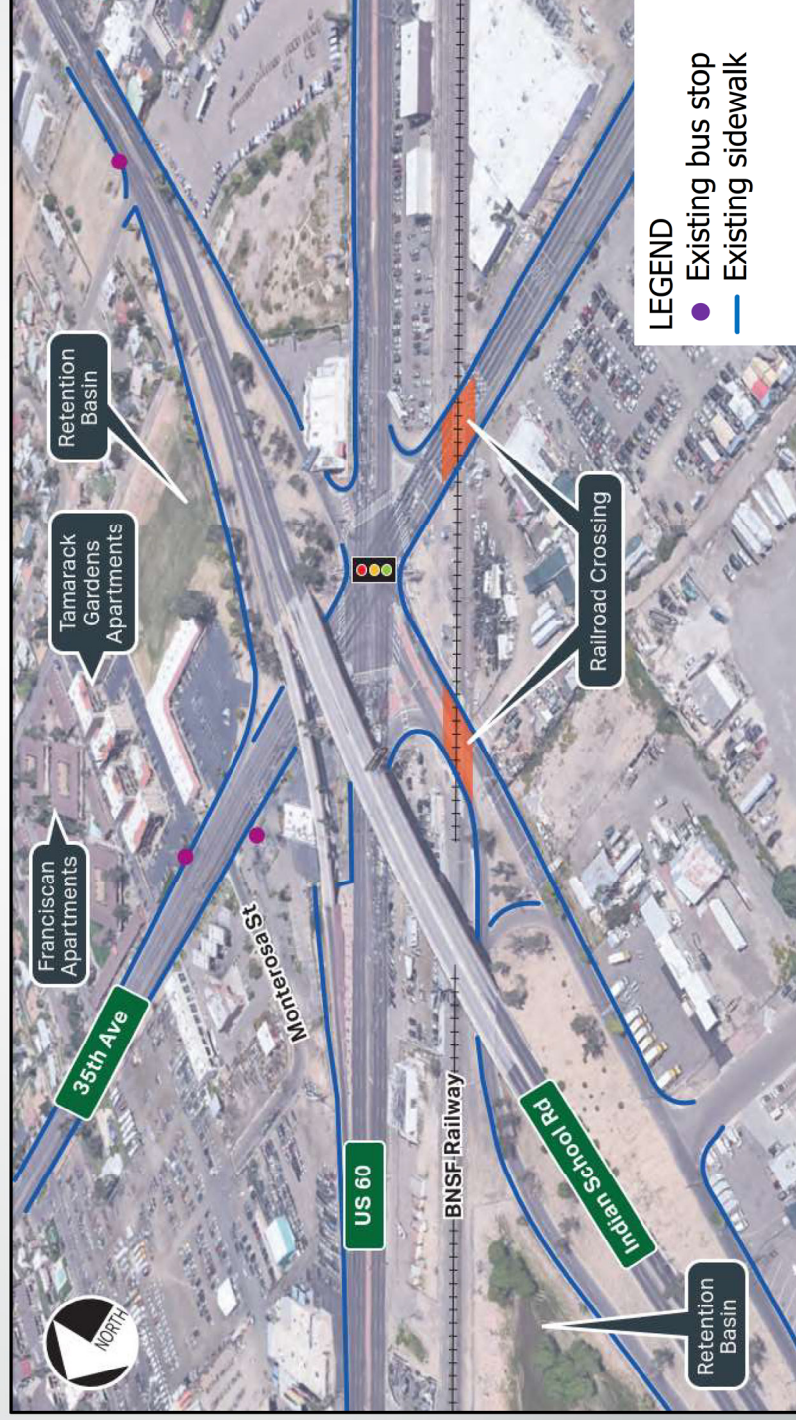 Franciscan
Apartments
Tamarack
Gardens
Apartments
Retention
Basin
35th Ave
Monterosa St
US 60
BNSF Railway
Indian School Rd
Railroad Crossing
Retention
Basin
NORTH
LEGEND
Existing bus stop
Existing sidewalk